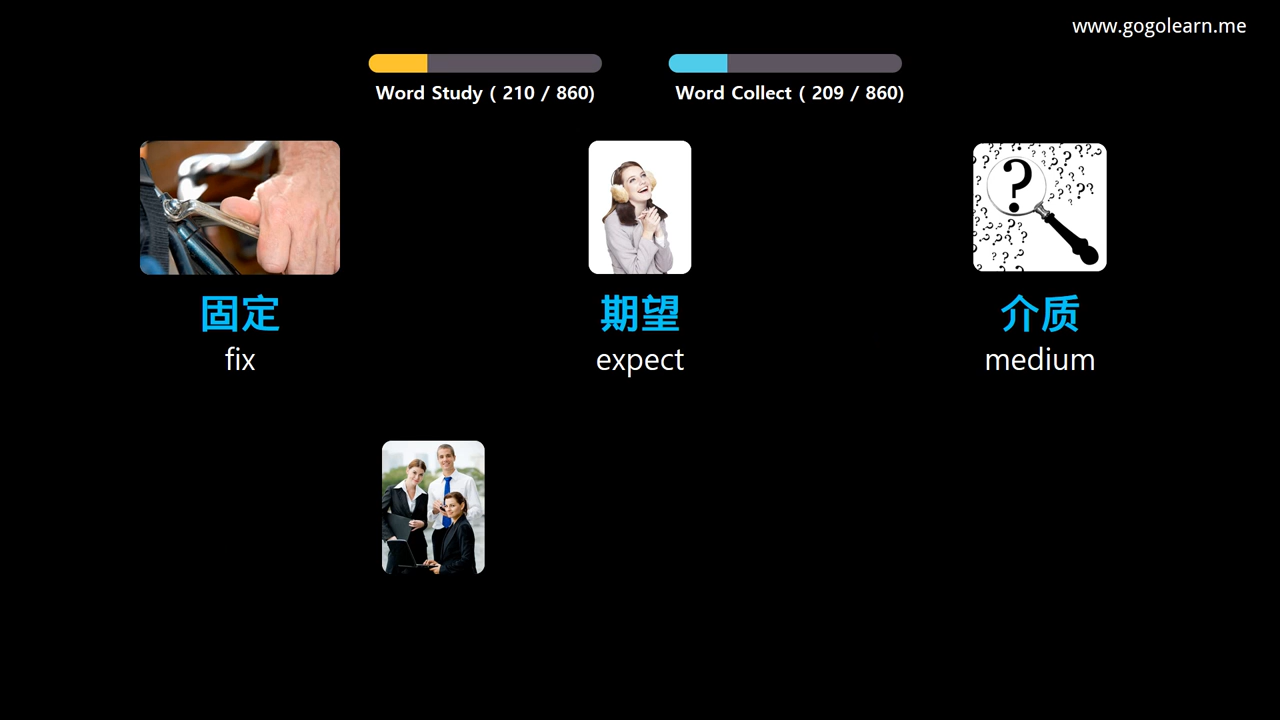 www.gogolearn.me
Word Study ( 210 / 860)
Word Collect ( 209 / 860)
固定
fix
期望
expect
介质
medium